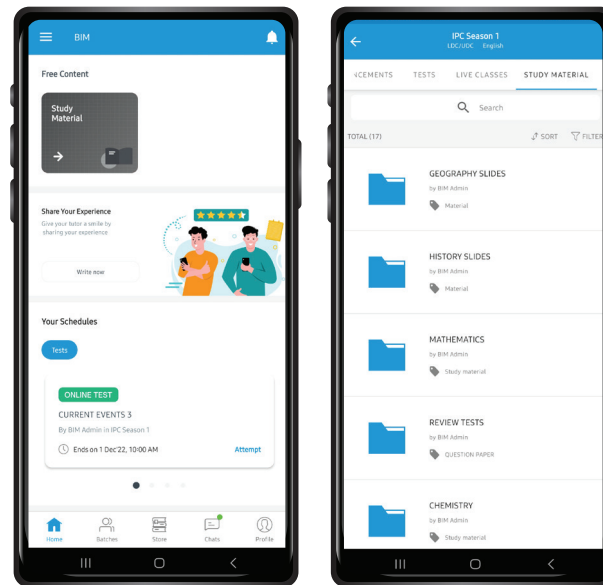 BIM
Free Content
Study
Material
Share Your Experience
Give your tutor a smile by
sharing your experience
Write now
Your Schedules
Tests
ONLINE TEST
CURRENT EVENTS 3
By BIM Admin in IPC Season 1
Ends on 1 Dec'22, 10:00 AM
Attempt
Home
Batches
Store
Chats
Profile
IPC Season 1
LDC/UDC English
NCEMENTS TESTS LIVE CLASSES STUDY MATERIAL
Search
TOTAL (17) SORT FILTER
GEOGRAPHY SLIDES
by BIM Admin
Material
HISTORY SLIDES
by BIM Admin
Material
MATHEMATICS
by BIM Admin
Study material
REVIEW TESTS
by BIM Admin
QUESTION PAPER
CHEMISTRY
by BIM Admin
Study material